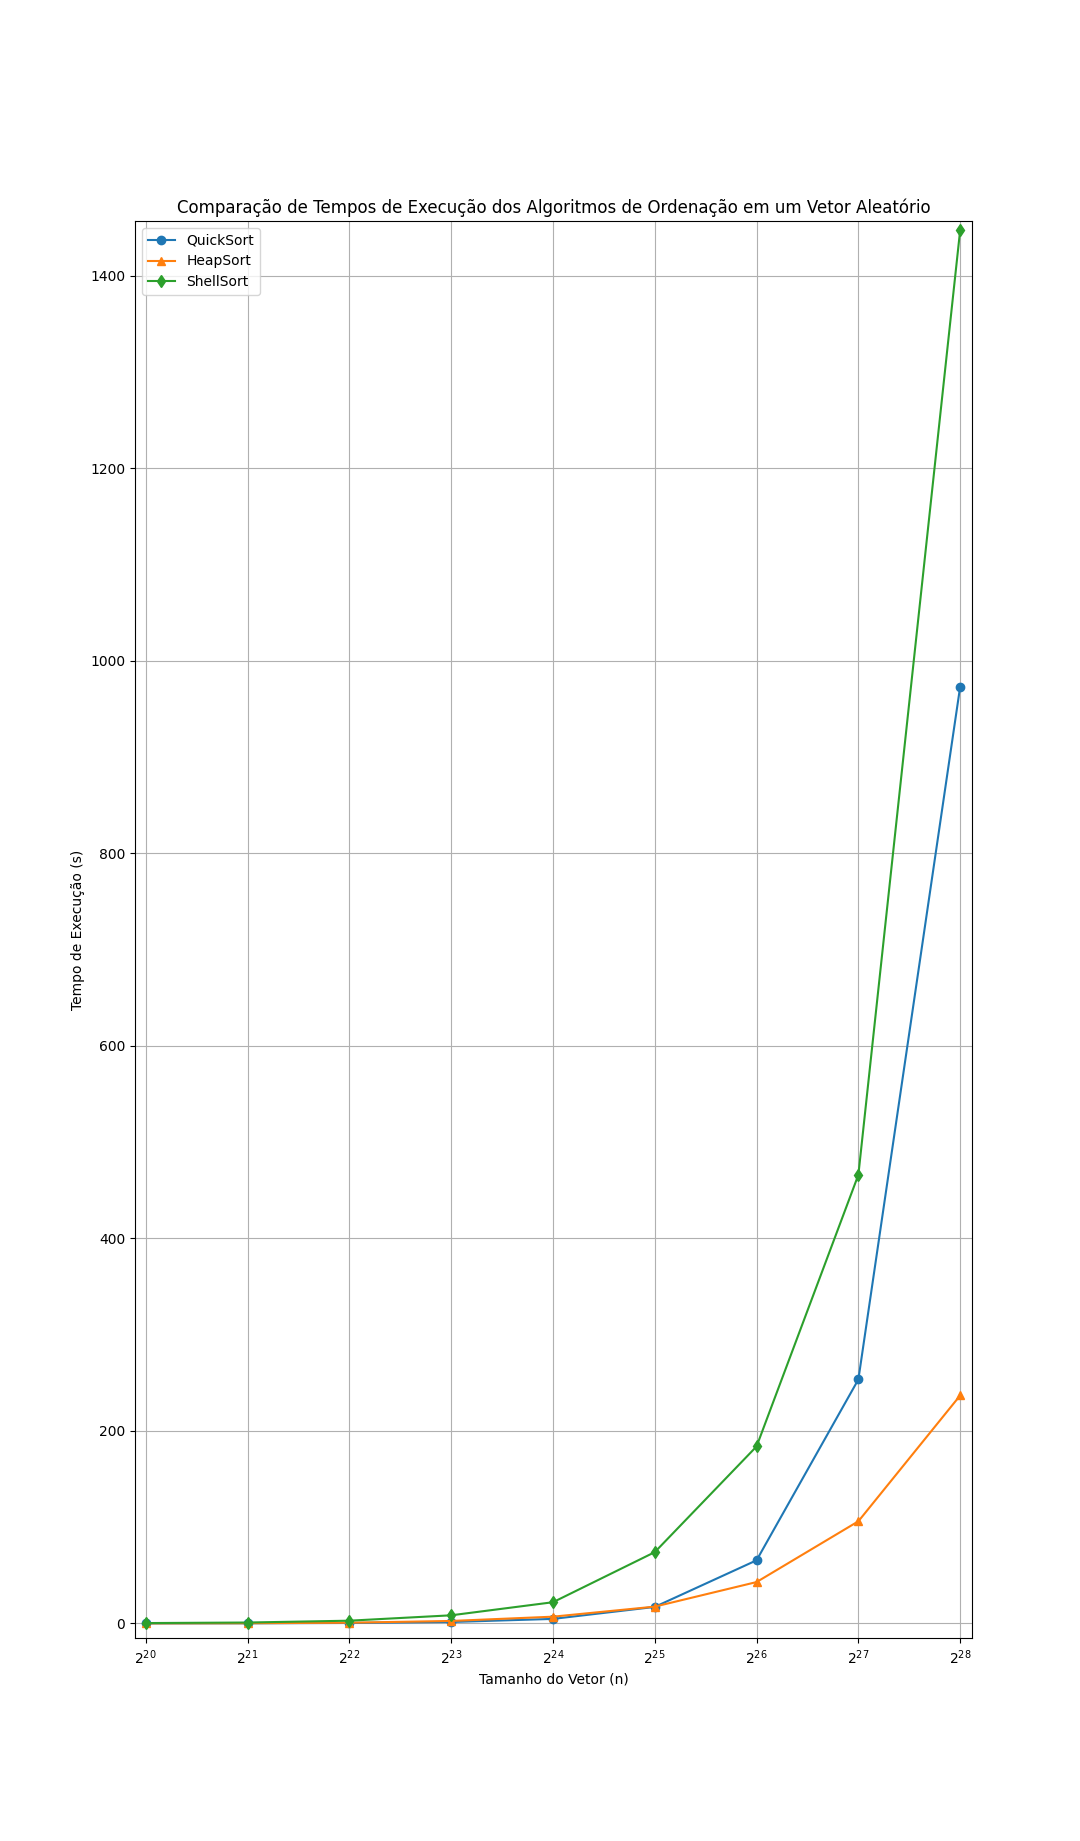 Comparação de Tempos de Execução dos Algoritmos de Ordenação em um Vetor Aleatório
QuickSort
HeapSort
ShellSort
1400
1200
1000
800
600
400
200
0
Tempo de Execução (s)
2^20 2^21 2^22 2^23 2^24 2^25 2^26 2^27 2^28
Tamanho do Vetor (n)